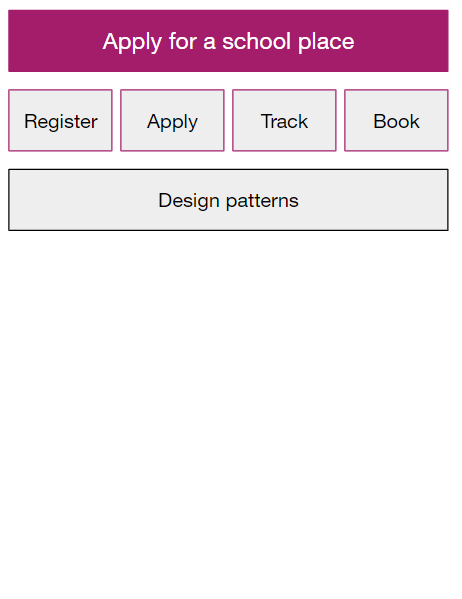 Apply for a school place
Register Apply Track Book
Design patterns